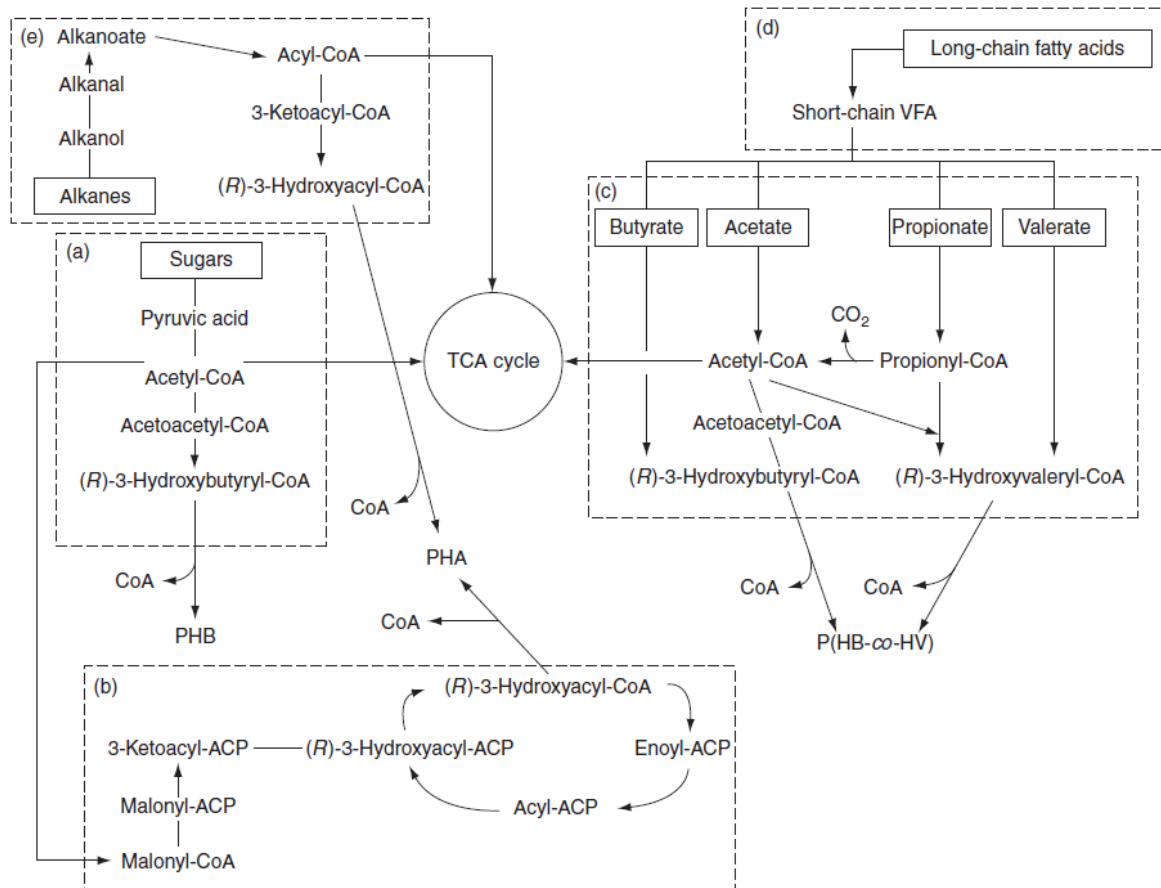 (e) Alkanoate
Acyl-CoA
Alkanal
3-Ketoacyl-CoA
Alkanol
(R)-3-Hydroxyacyl-CoA
Alkanes
(d)
Long-chain fatty acids
Short-chain VFA
(c)
Butyrate
Acetate
Propionate
Valerate
CO2
Acetyl-CoA
Propionyl-CoA
Acetoacetyl-CoA
(R)-3-Hydroxybutyryl-CoA
(R)-3-Hydroxyvaleryl-CoA
CoA
CoA
P(HB-co-HV)
(a)
Sugars
Pyruvic acid
Acetyl-CoA
Acetoacetyl-CoA
(R)-3-Hydroxybutyryl-CoA
CoA
PHB
TCA cycle
CoA
PHA
CoA
(b)
(R)-3-Hydroxyacyl-CoA
3-Ketoacyl-ACP
(R)-3-Hydroxyacyl-ACP
Enoyl-ACP
Malonyl-ACP
Acyl-ACP
Malonyl-CoA